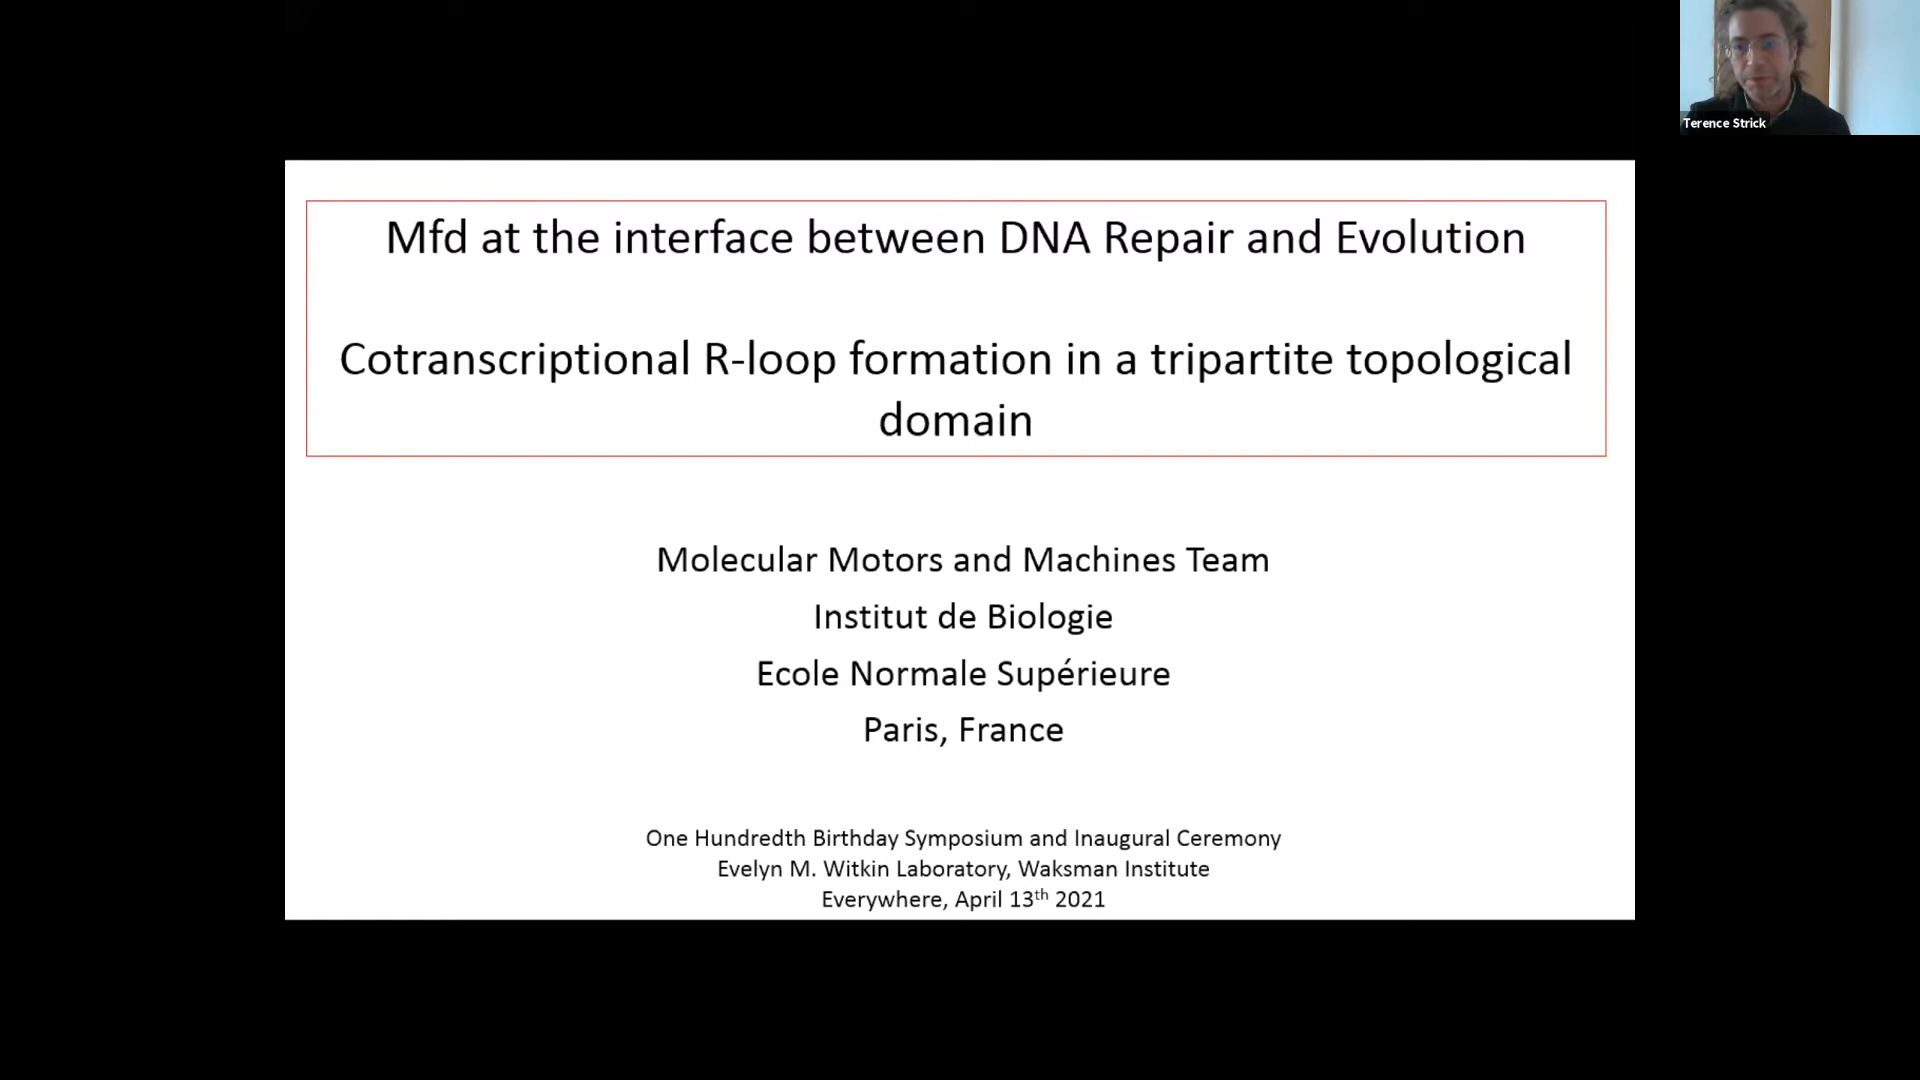 Terence Strick
Mfd at the interface between DNA Repair and Evolution
Cotranscriptional R-loop formation in a tripartite topological
domain
Molecular Motors and Machines Team
Institut de Biologie
Ecole Normale Supérieure
Paris, France
One Hundredth Birthday Symposium and Inaugural Ceremony
Evelyn M. Witkin Laboratory, Waksman Institute
Everywhere, April 13th 2021